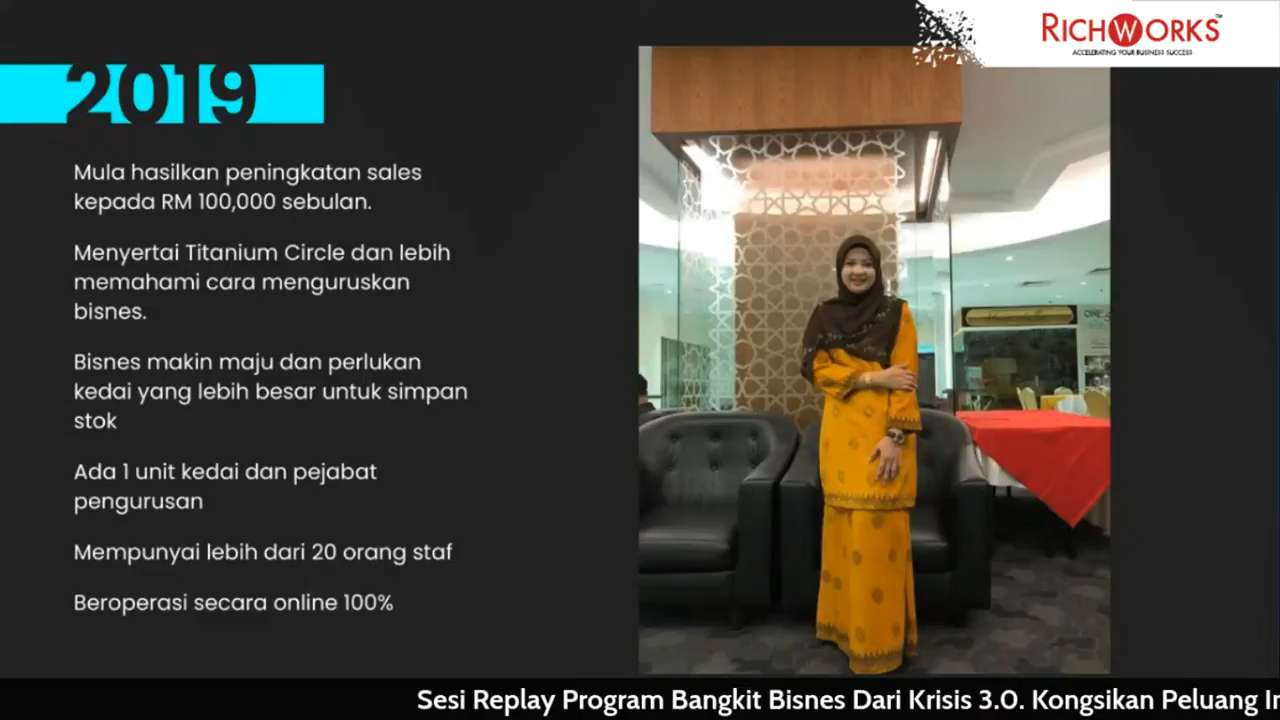 RICHWORKS™
ACCELERATING YOUR BUSINESS SUCCESS
2019
Mula hasilkan peningkatan sales
kepada RM 100,000 sebulan.
Menyertai Titanium Circle dan lebih
memahami cara menguruskan
bisnes.
Bisnes makin maju dan perlukan
kedai yang lebih besar untuk simpan
stok
Ada 1 unit kedai dan pejabat
pengurusan
Mempunyai lebih dari 20 orang staf
Beroperasi secara online 100%
Sesi Replay Program Bangkit Bisnes Dari Krisis 3.0. Kongsikan Peluang